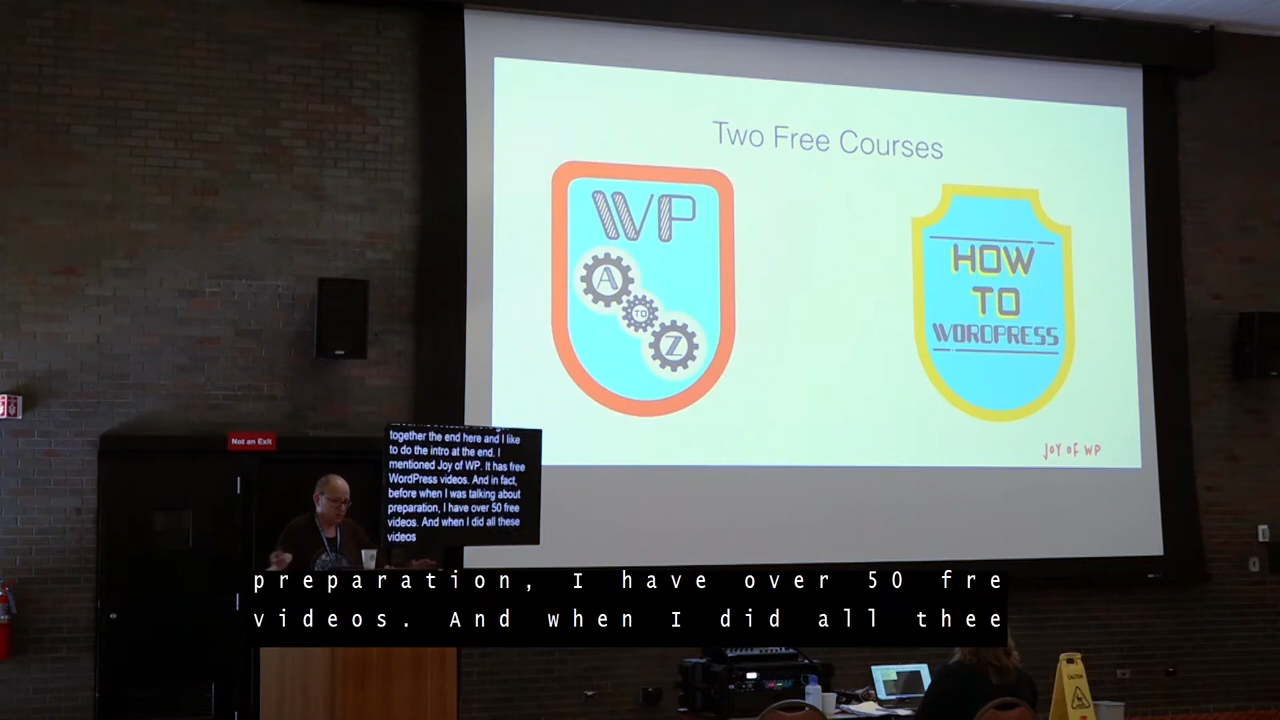 Two Free Courses
WP
A
TO
Z
HOW
TO
WORDPRESS
JOY OF WP
Not an Exit
together the end here and I like
to do the intro at the end. I
mentioned Joy of WP. It has free
WordPress videos. And in fact,
before when I was talking about
preparation, I have over 50 free
videos. And when I did all these
videos
preparation, I have over 50 fre
videos. And when I did all thee
CAUTION